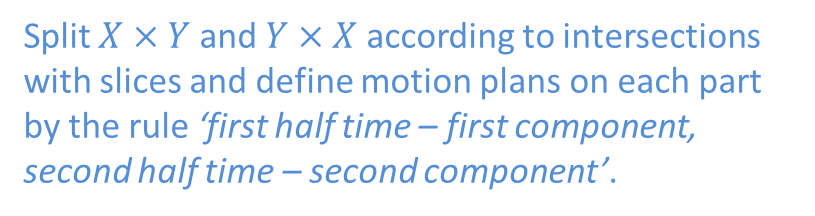 Split X × Y and Y × X according to intersections
with slices and define motion plans on each part
by the rule ‘first half time – first component,
second half time – second component’.